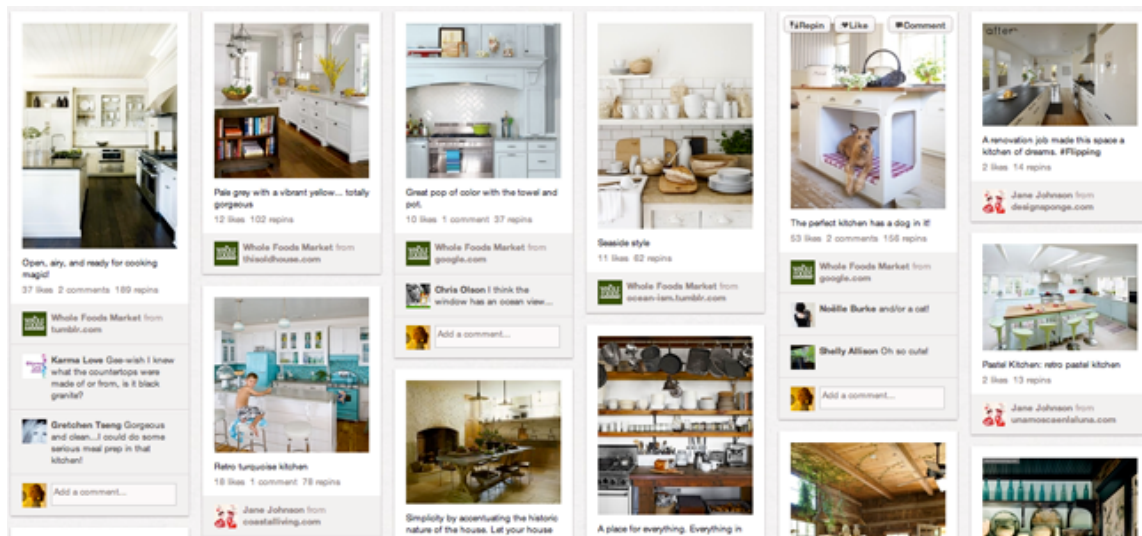 Open, airy, and ready for cooking
magic!
37 likes 2 comments 189 repins
Whole Foods Market from
tumblr.com
Karma Love Gee-wish I knew
what the countertops were
made of or from, is it black
granite?
Gretchen Tseng Gorgeous
and clean...I could do some
serious meal prep in that
kitchen!
Add a comment...
Pale grey with a vibrant yellow... totally
gorgeous
12 likes 102 repins
Whole Foods Market from
thisoldhouse.com
Retro turquoise kitchen
18 likes 1 comment 78 repins
Jane Johnson from
coastalliving.com
Great pop of color with the towel and
pot.
10 likes 1 comment 37 repins
Whole Foods Market from
google.com
Chris Olson I think the
window has an ocean view...
Add a comment...
Simplicity by accentuating the historic
nature of the house. Let your house
Seaside style
11 likes 62 repins
Whole Foods Market from
ocean-iam.tumblr.com
A place for everything. Everything in
Repin Like Comment
The perfect kitchen has a dog in it!
53 likes 2 comments 156 repins
Whole Foods Market from
google.com
Noëlle Burke and/or a cat!
Shelly Allison Oh so cute!
Add a comment...
after
A renovation job made this space a
kitchen of dreams. #Flipping
2 likes 14 repins
Jane Johnson from
designsponge.com
Pastel Kitchen: retro pastel kitchen
2 likes 13 repins
Jane Johnson from
unamoscaenlaluna.com